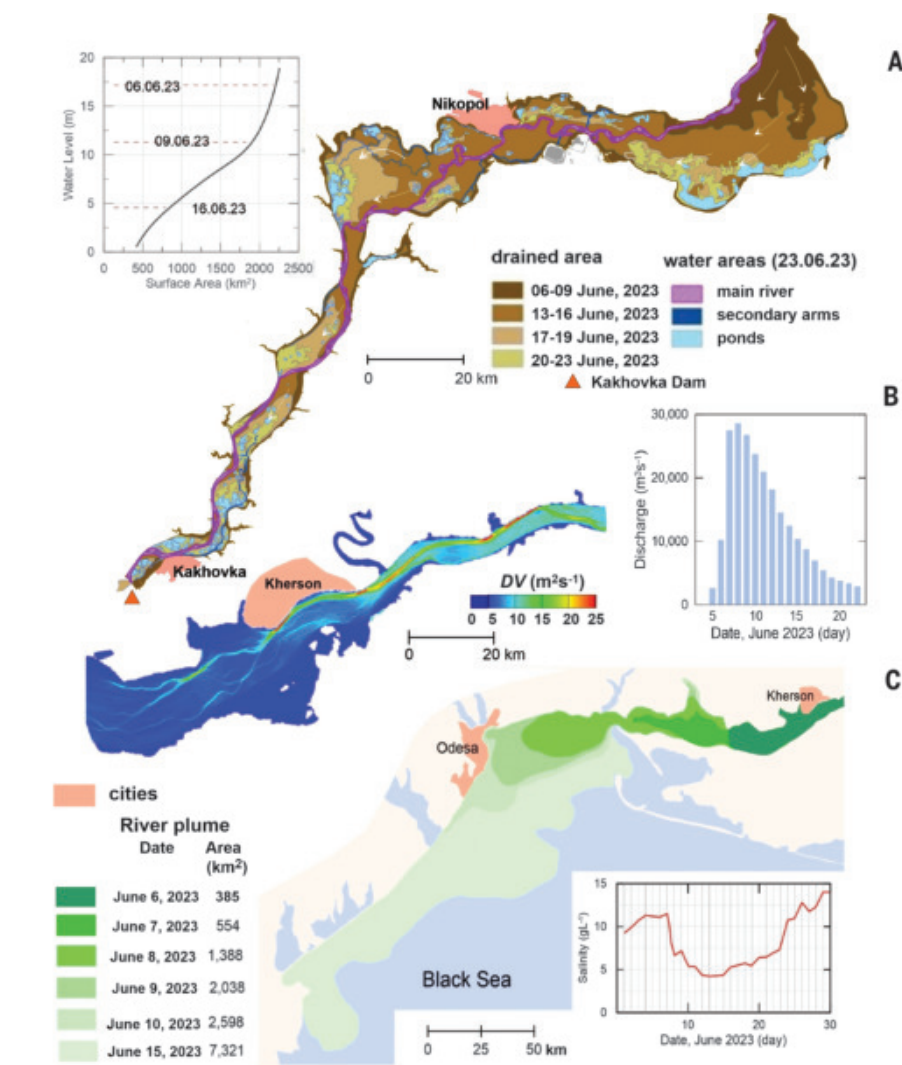 A
20
15
10
5
0
Water Level (m)
06.06.23
09.06.23
16.06.23
0 500 1000 1500 2000 2500
Surface Area (km²)
Nikopol
drained area
06-09 June, 2023
13-16 June, 2023
17-19 June, 2023
20-23 June, 2023
water areas (23.06.23)
main river
secondary arms
ponds
Kakhovka Dam
0 20 km
B
30,000
20,000
10,000
0
Discharge (m³s⁻¹)
5 10 15 20
Date, June 2023 (day)
Kakhovka
Kherson
DV (m²s⁻¹)
0 5 10 15 20 25
0 20 km
C
Kherson
Odesa
Black Sea
cities
River plume
Date Area
(km²)
June 6, 2023 385
June 7, 2023 554
June 8, 2023 1,388
June 9, 2023 2,038
June 10, 2023 2,598
June 15, 2023 7,321
0 25 50 km
15
10
5
0
Salinity (gL⁻¹)
10 20 30
Date, June 2023 (day)